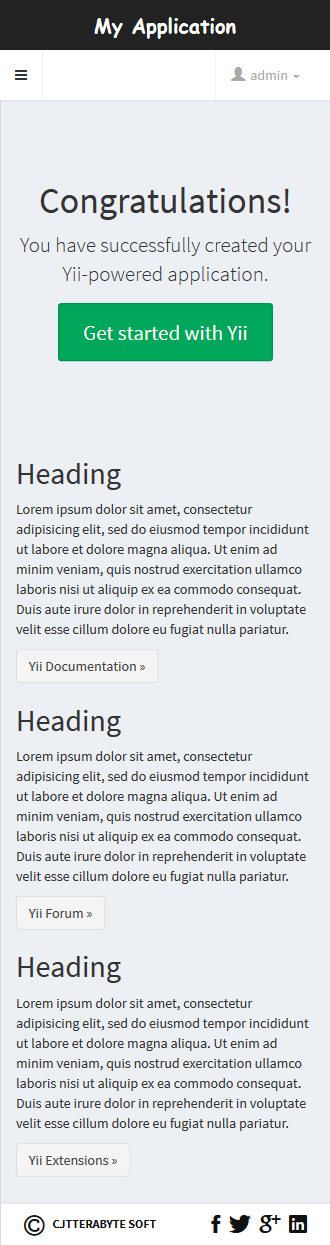 My Application
admin
Congratulations!
You have successfully created your
Yii-powered application.
Get started with Yii
Heading
Lorem ipsum dolor sit amet, consectetur
adipisicing elit, sed do eiusmod tempor incididunt
ut labore et dolore magna aliqua. Ut enim ad
minim veniam, quis nostrud exercitation ullamco
laboris nisi ut aliquip ex ea commodo consequat.
Duis aute irure dolor in reprehenderit in voluptate
velit esse cillum dolore eu fugiat nulla pariatur.
Yii Documentation »
Heading
Lorem ipsum dolor sit amet, consectetur
adipisicing elit, sed do eiusmod tempor incididunt
ut labore et dolore magna aliqua. Ut enim ad
minim veniam, quis nostrud exercitation ullamco
laboris nisi ut aliquip ex ea commodo consequat.
Duis aute irure dolor in reprehenderit in voluptate
velit esse cillum dolore eu fugiat nulla pariatur.
Yii Forum »
Heading
Lorem ipsum dolor sit amet, consectetur
adipisicing elit, sed do eiusmod tempor incididunt
ut labore et dolore magna aliqua. Ut enim ad
minim veniam, quis nostrud exercitation ullamco
laboris nisi ut aliquip ex ea commodo consequat.
Duis aute irure dolor in reprehenderit in voluptate
velit esse cillum dolore eu fugiat nulla pariatur.
Yii Extensions »
© CJTTERABYTE SOFT